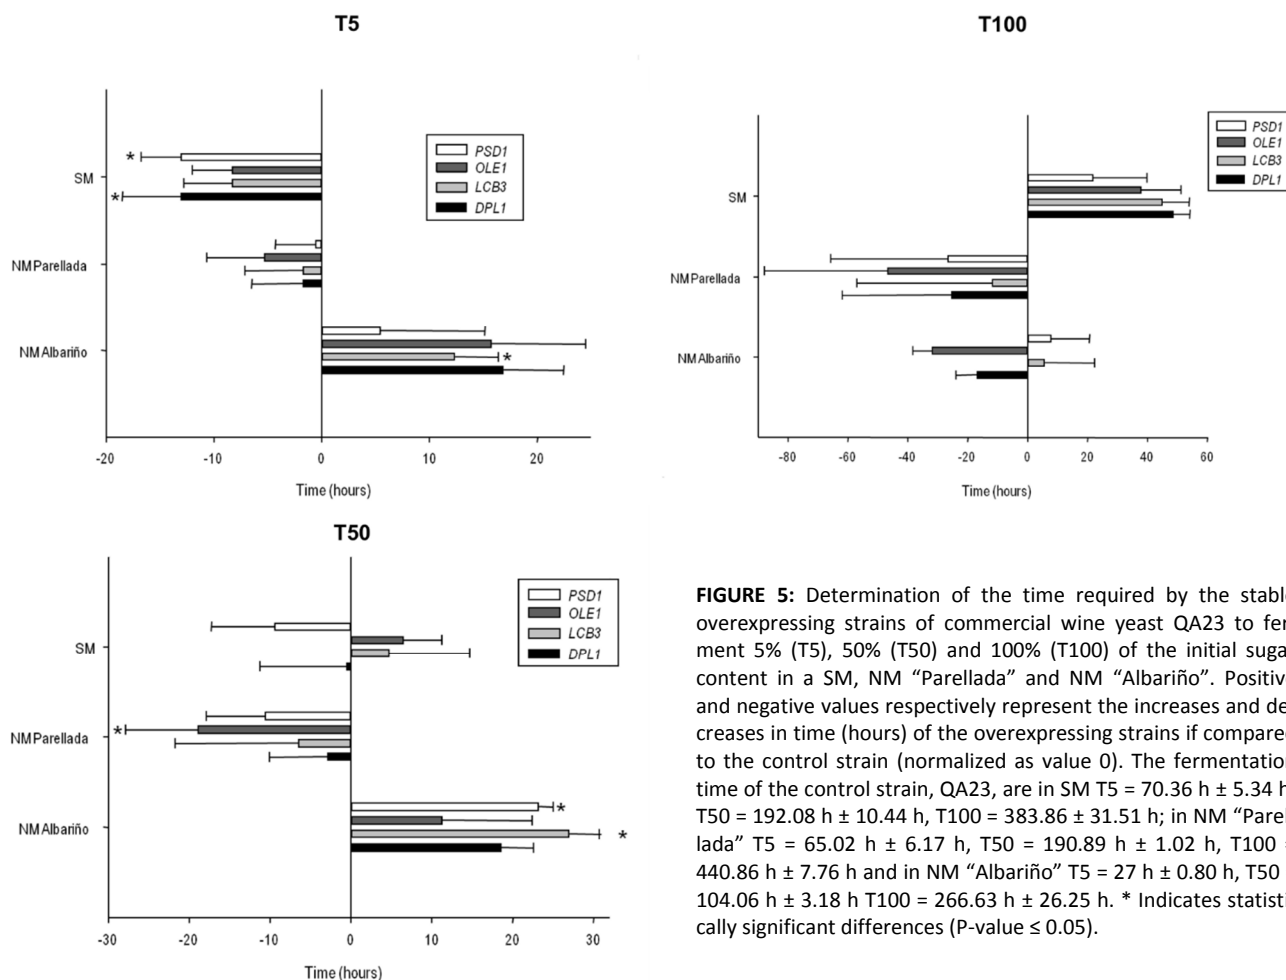 T5
*
*
*
SM
NM Parellada
NM Albariño
PSD1
OLE1
LCB3
DPL1
-20 -10 0 10 20
Time (hours)
T100
SM
NM Parellada
NM Albariño
PSD1
OLE1
LCB3
DPL1
-80 -60 -40 -20 0 20 40 60
Time (hours)
T50
*
*
*
SM
NM Parellada
NM Albariño
PSD1
OLE1
LCB3
DPL1
-30 -20 -10 0 10 20 30
Time (hours)
FIGURE 5: Determination of the time required by the stable
overexpressing strains of commercial wine yeast QA23 to fer
ment 5% (T5), 50% (T50) and 100% (T100) of the initial suga
content in a SM, NM “Parellada” and NM “Albariño”. Positiv
and negative values respectively represent the increases and de
creases in time (hours) of the overexpressing strains if compare
to the control strain (normalized as value 0). The fermentation
time of the control strain, QA23, are in SM T5 = 70.36 h ± 5.34 h
T50 = 192.08 h ± 10.44 h, T100 = 383.86 ± 31.51 h; in NM “Parel
lada” T5 = 65.02 h ± 6.17 h, T50 = 190.89 h ± 1.02 h, T100 =
440.86 h ± 7.76 h and in NM “Albariño” T5 = 27 h ± 0.80 h, T50
104.06 h ± 3.18 h T100 = 266.63 h ± 26.25 h. * Indicates statisti
cally significant differences (P-value ≤ 0.05).